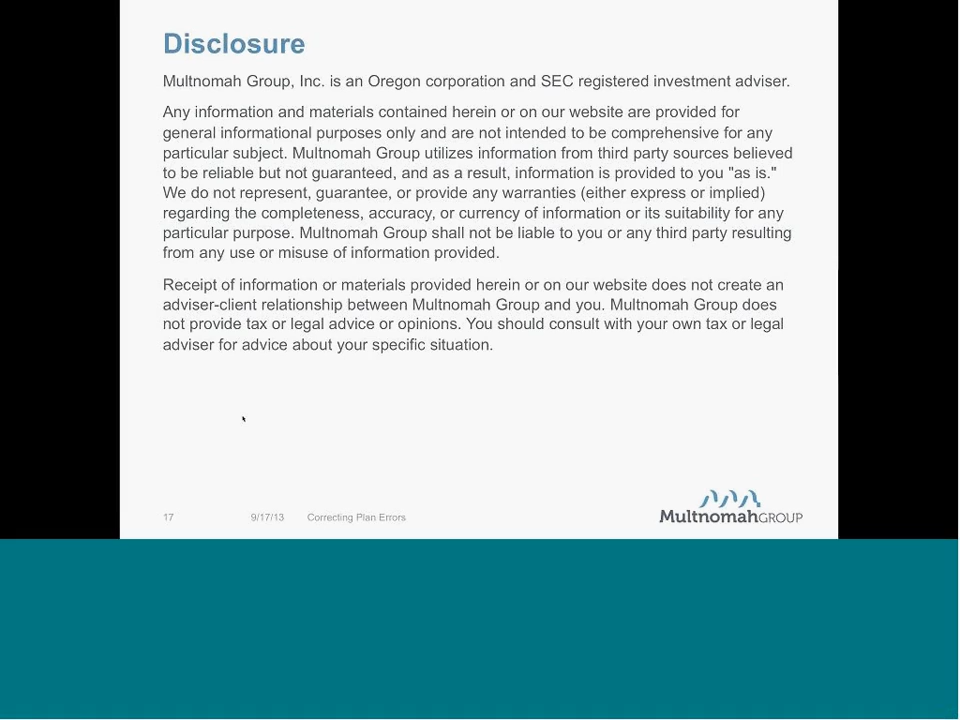 Disclosure
Multnomah Group, Inc. is an Oregon corporation and SEC registered investment adviser.
Any information and materials contained herein or on our website are provided for
general informational purposes only and are not intended to be comprehensive for any
particular subject. Multnomah Group utilizes information from third party sources believed
to be reliable but not guaranteed, and as a result, information is provided to you "as is."
We do not represent, guarantee, or provide any warranties (either express or implied)
regarding the completeness, accuracy, or currency of information or its suitability for any
particular purpose. Multnomah Group shall not be liable to you or any third party resulting
from any use or misuse of information provided.
Receipt of information or materials provided herein or on our website does not create an
adviser-client relationship between Multnomah Group and you. Multnomah Group does
not provide tax or legal advice or opinions. You should consult with your own tax or legal
adviser for advice about your specific situation.
17 9/17/13 Correcting Plan Errors
MultnomahGROUP